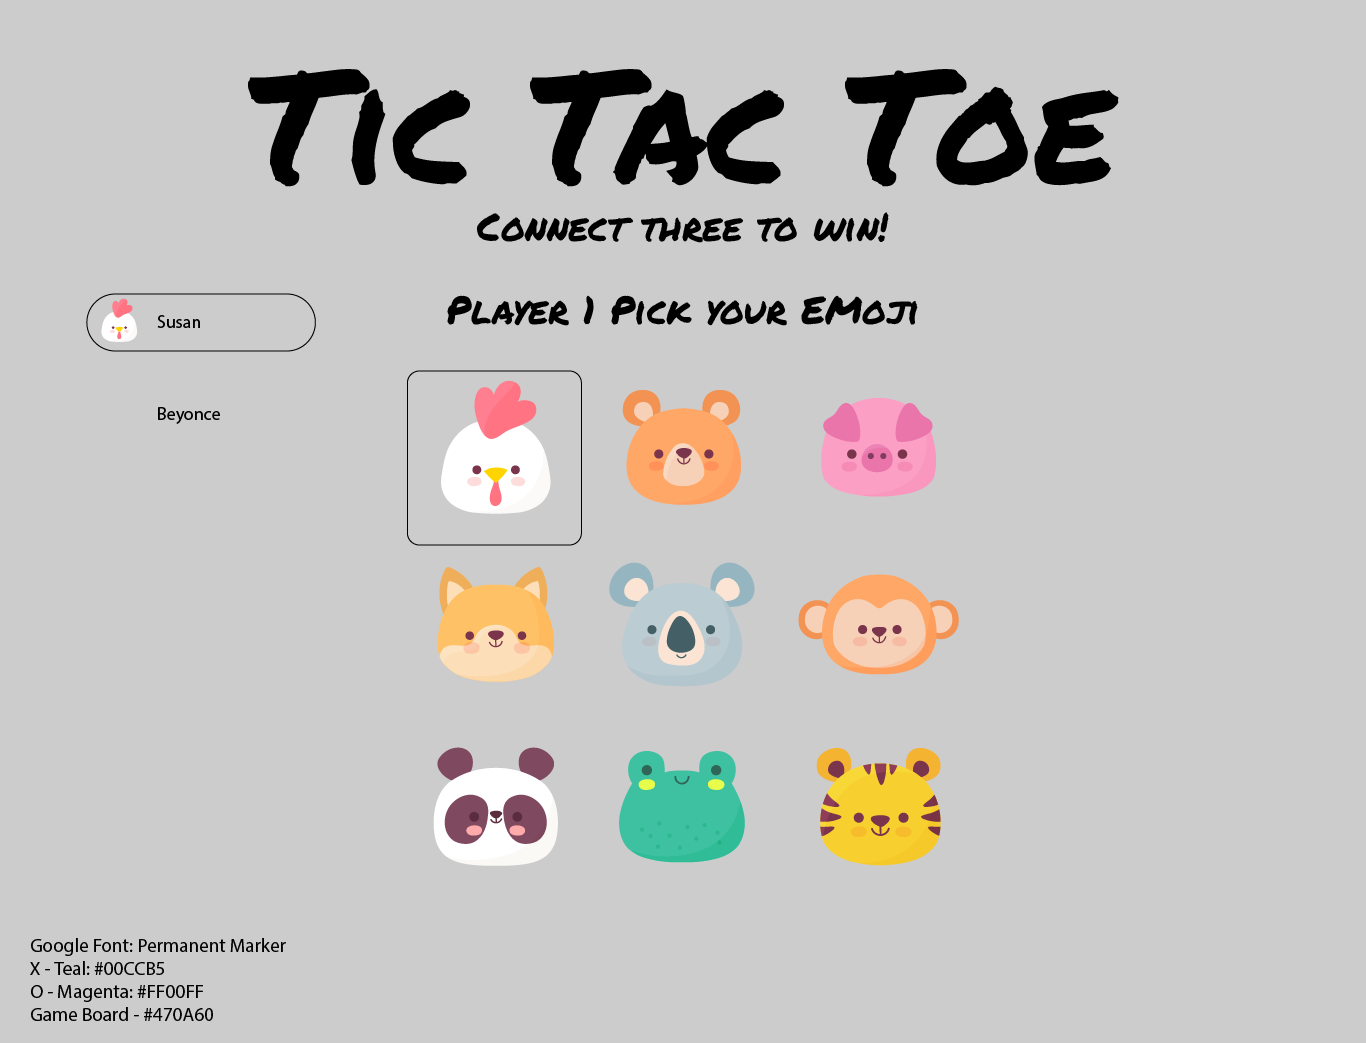 Tic Tac Toe
Connect three to win!
Player 1 Pick your EMoji
Susan
Beyonce
Google Font: Permanent Marker
X - Teal: #00CCB5
O - Magenta: #FF00FF
Game Board - #470A60